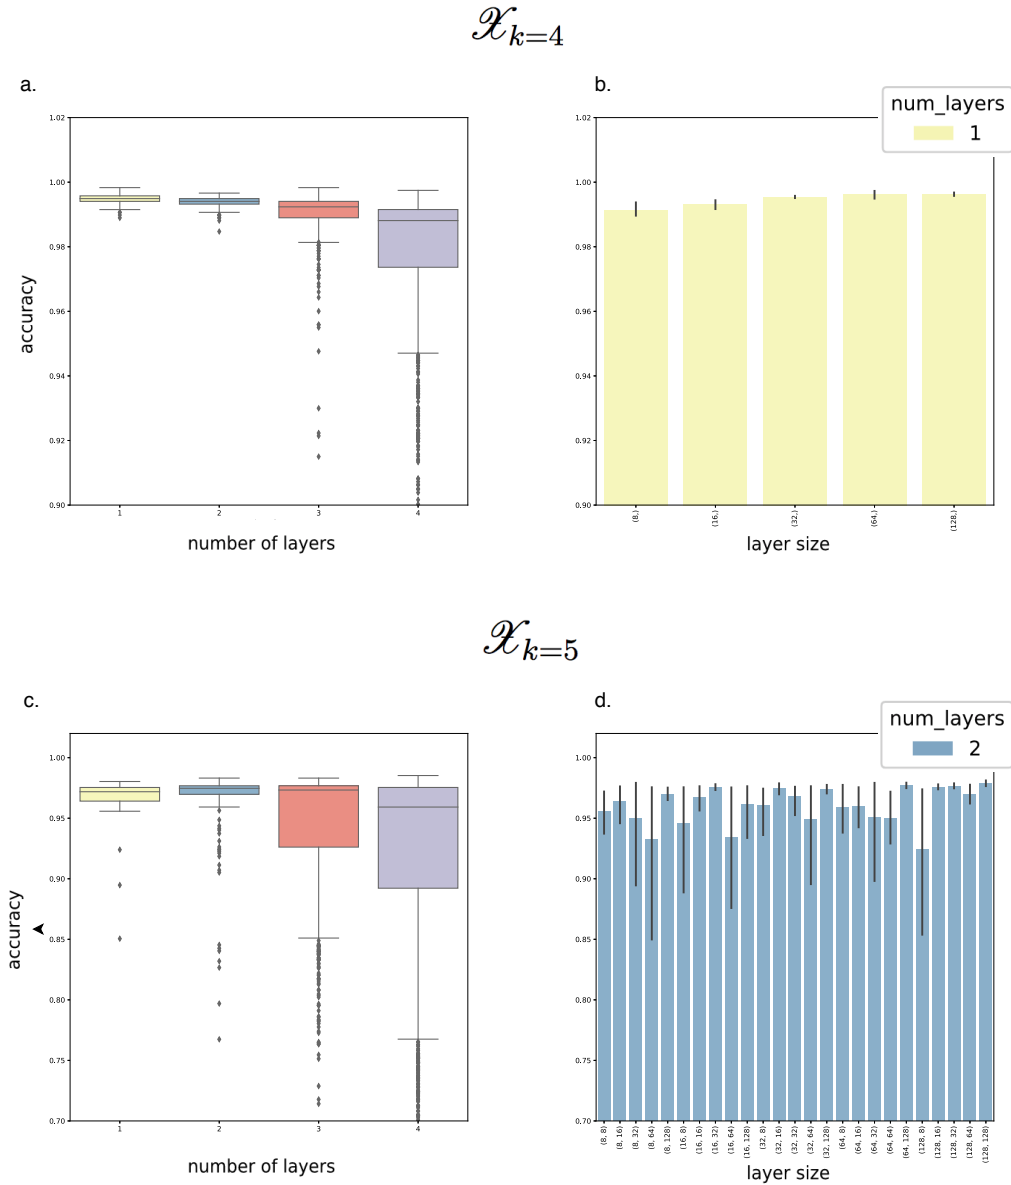 𝒳k=4
a.
b.
num_layers
1
1.02
1.00
0.98
0.96
0.94
0.92
0.90
accuracy
1 2 3 4
number of layers
1.02
1.00
0.98
0.96
0.94
0.92
0.90
(8,) (16,) (32,) (64,) (128,)
layer size
𝒳k=5
c.
d.
num_layers
2
1.00
0.95
0.90
0.85
0.80
0.75
0.70
accuracy
1 2 3 4
number of layers
1.00
0.95
0.90
0.85
0.80
0.75
0.70
(8, 8) (8, 16) (8, 32) (8, 64) (8, 128) (16, 8) (16, 16) (16, 32) (16, 64) (16, 128) (32, 8) (32, 16) (32, 32) (32, 64) (32, 128) (64, 8) (64, 16) (64, 32) (64, 64) (64, 128) (128, 8) (128, 16) (128, 32) (128, 64) (128, 128)
layer size